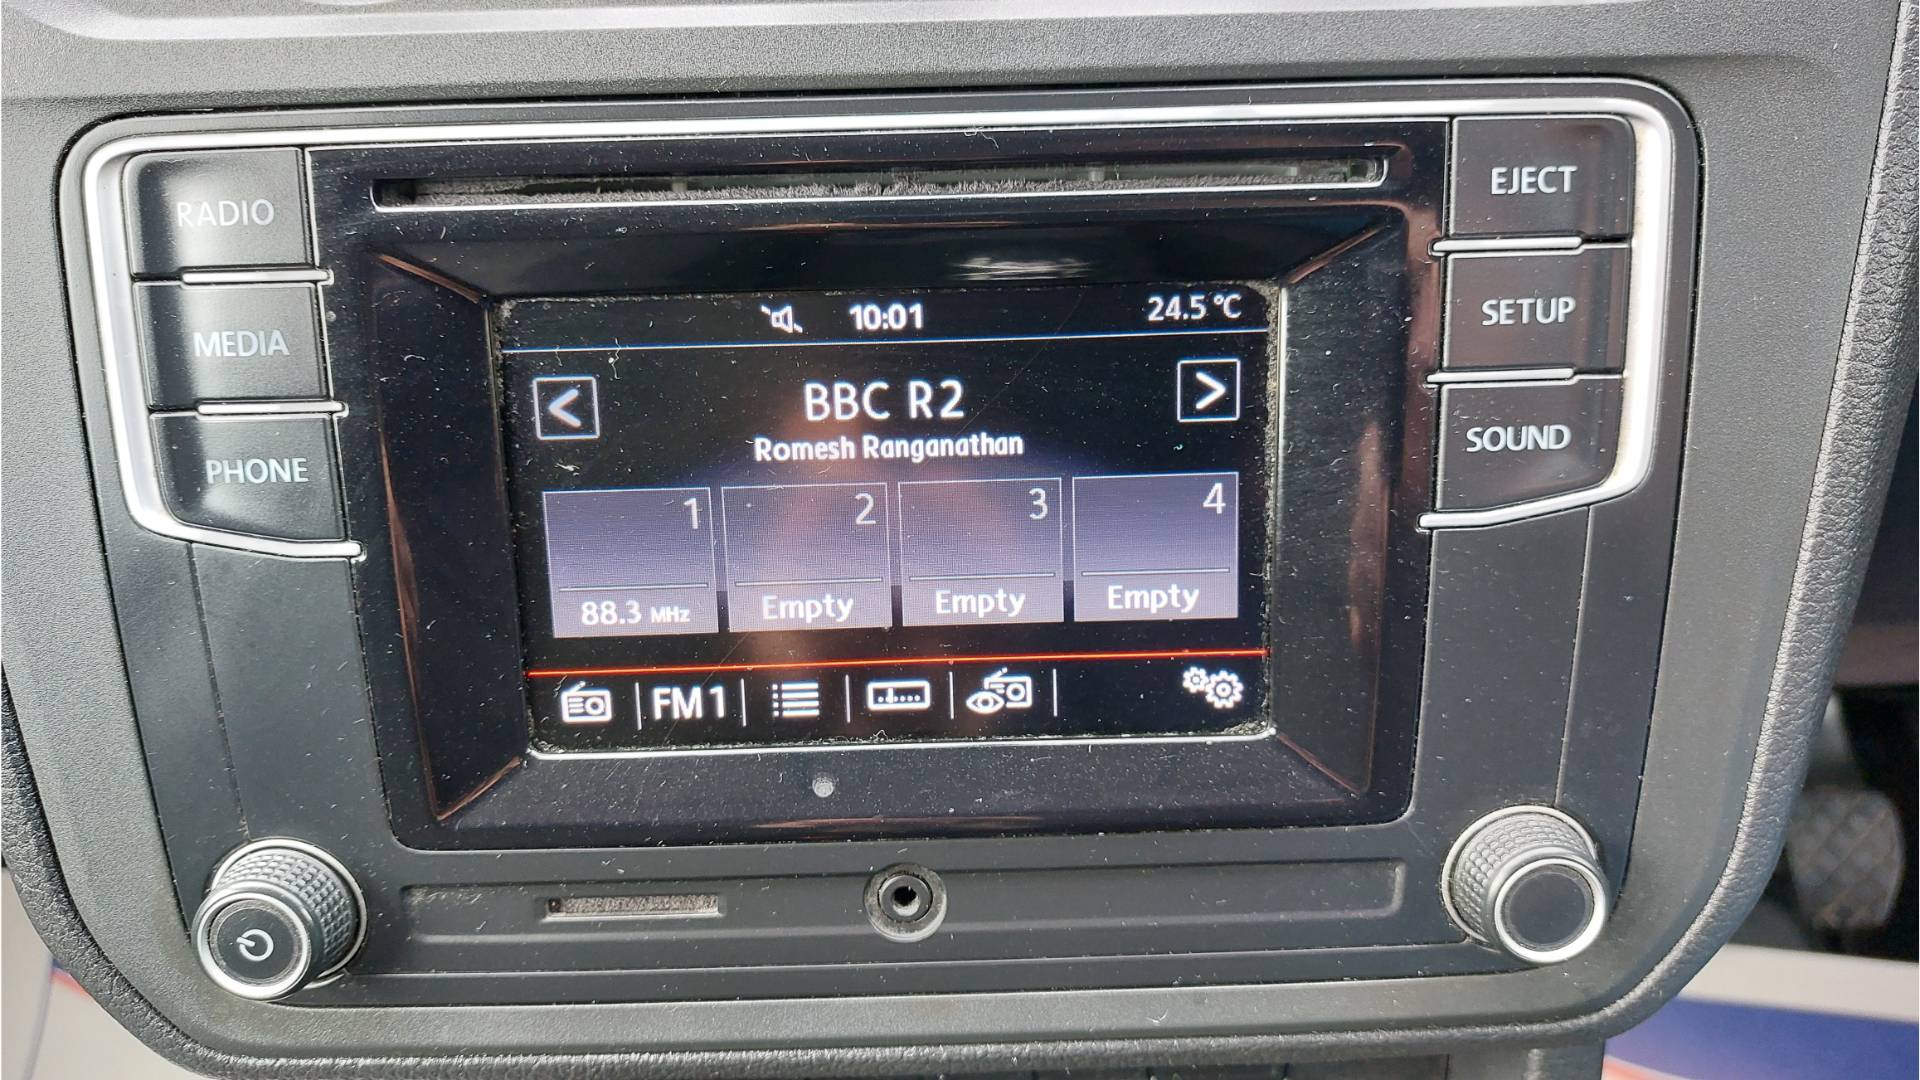 RADIO
MEDIA
PHONE
EJECT
SETUP
SOUND
10:01
24.5 °C
<
BBC R2
>
Romesh Ranganathan
1
2
3
4
88.3 MHz
Empty
Empty
Empty
FM1